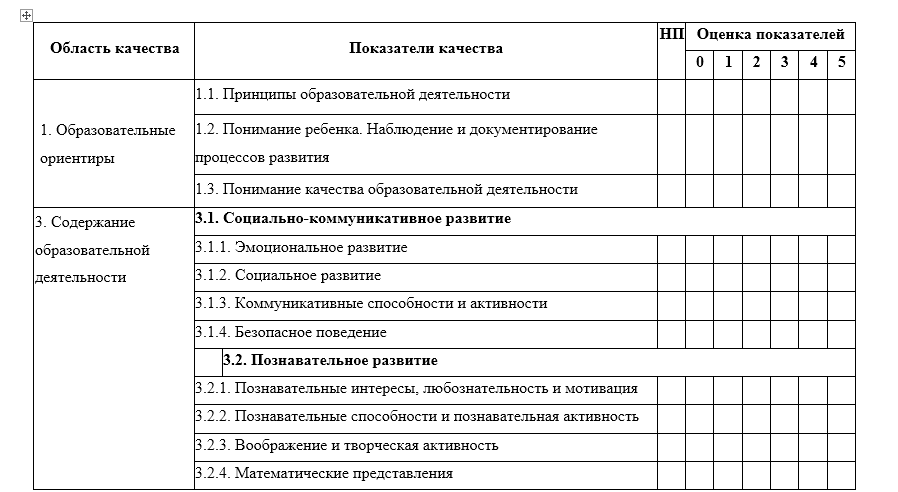 Область качества
Показатели качества
НП
Оценка показателей
0 1 2 3 4 5
1. Образовательные
ориентиры
1.1. Принципы образовательной деятельности
1.2. Понимание ребенка. Наблюдение и документирование
процессов развития
1.3. Понимание качества образовательной деятельности
3. Содержание
образовательной
деятельности
3.1. Социально-коммуникативное развитие
3.1.1. Эмоциональное развитие
3.1.2. Социальное развитие
3.1.3. Коммуникативные способности и активности
3.1.4. Безопасное поведение
3.2. Познавательное развитие
3.2.1. Познавательные интересы, любознательность и мотивация
3.2.2. Познавательные способности и познавательная активность
3.2.3. Воображение и творческая активность
3.2.4. Математические представления